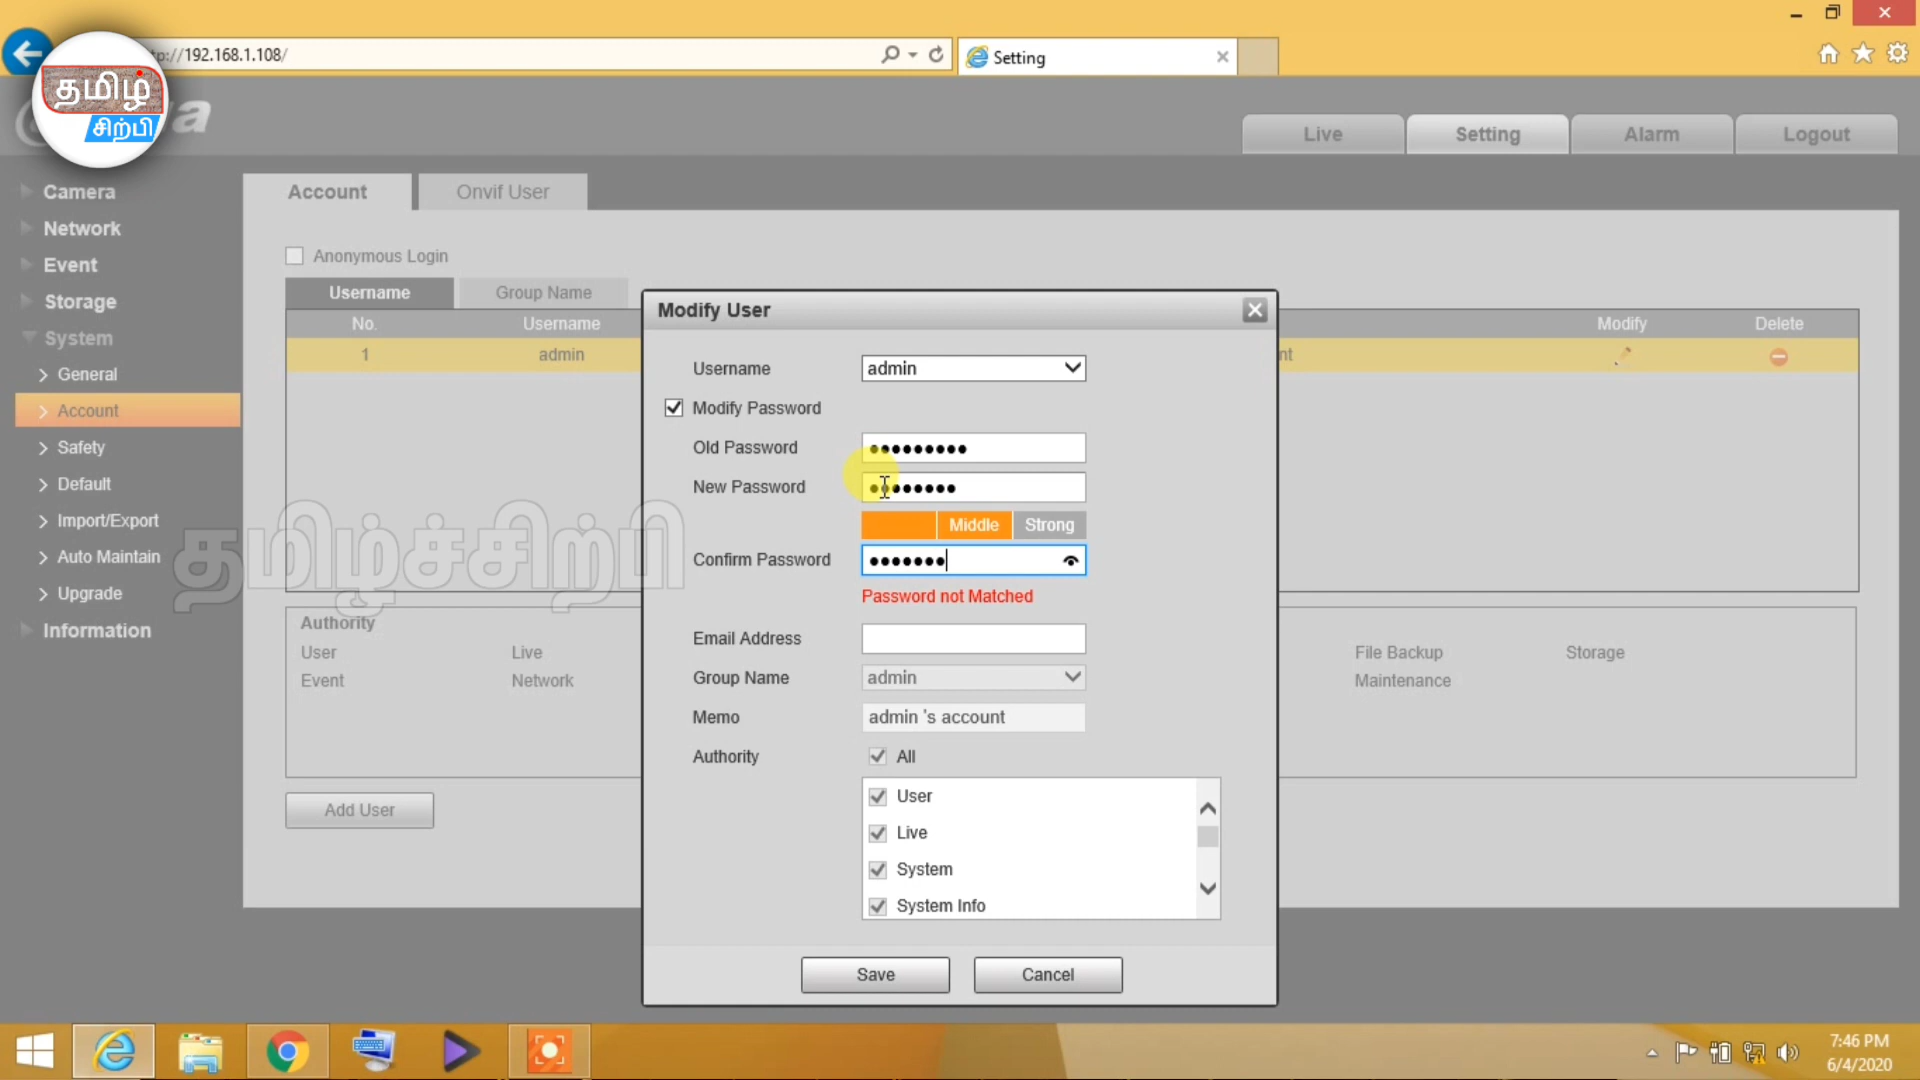 tp://192.168.1.108/
Setting
தமிழ்
சிற்பி
a
Live
Setting
Alarm
Logout
Camera
Network
Event
Storage
System
General
Account
Safety
Default
Import/Export
Auto Maintain
Upgrade
Information
Account
Onvif User
Anonymous Login
Username
Group Name
No.
Username
Modify
Delete
1
admin
nt
Modify User
Username
admin
Modify Password
Old Password
New Password
Middle
Strong
Confirm Password
Password not Matched
Email Address
Group Name
admin
Memo
admin 's account
Authority
All
User
Live
System
System Info
Save
Cancel
தமிழ்ச்சிற்பி
Authority
User
Live
File Backup
Storage
Event
Network
Maintenance
Add User
7:46 PM
6/4/2020